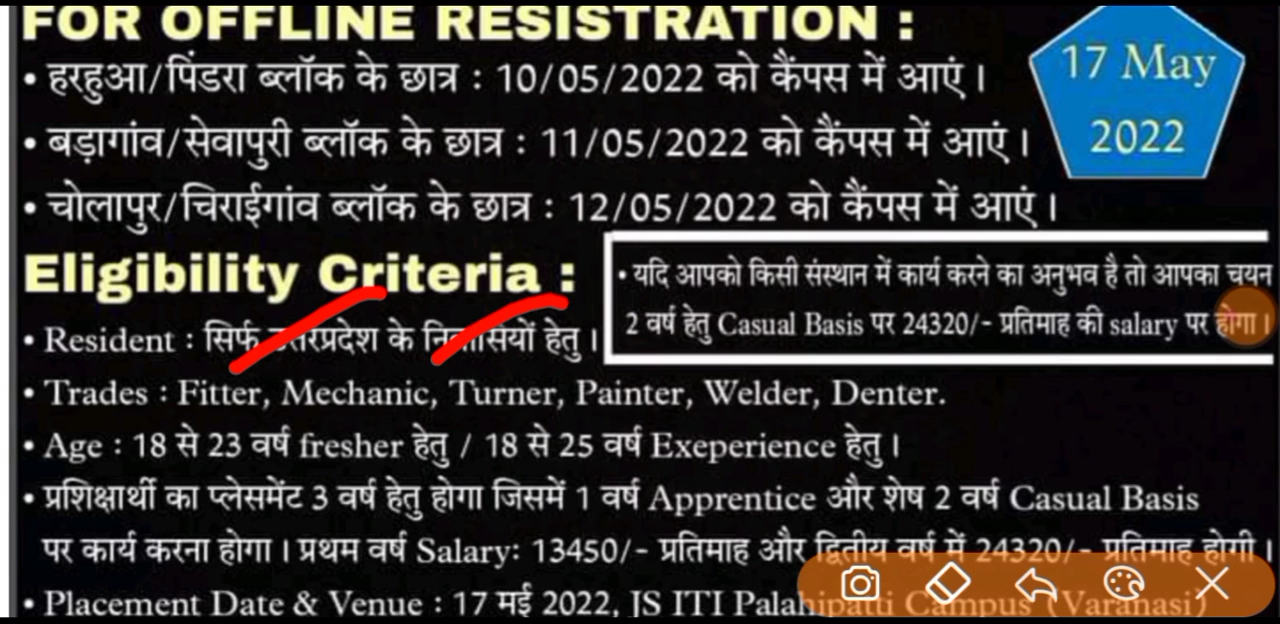 FOR OFFLINE RESISTRATION :
17 May
2022
• हरहुआ/पिंडरा ब्लॉक के छात्र : 10/05/2022 को कैंपस में आएं।
• बड़ागांव/सेवापुरी ब्लॉक के छात्र : 11/05/2022 को कैंपस में आएं।
• चोलापुर/चिराईगांव ब्लॉक के छात्र : 12/05/2022 को कैंपस में आएं।
Eligibility Criteria :
• यदि आपको किसी संस्थान में कार्य करने का अनुभव है तो आपका चयन
2 वर्ष हेतु Casual Basis पर 24320/- प्रतिमाह की salary पर होगा।
• Resident : सिर्फ उत्तरप्रदेश के निवासियों हेतु।
• Trades : Fitter, Mechanic, Turner, Painter, Welder, Denter.
• Age : 18 से 23 वर्ष fresher हेतु / 18 से 25 वर्ष Exeperience हेतु।
• प्रशिक्षार्थी का प्लेसमेंट 3 वर्ष हेतु होगा जिसमें 1 वर्ष Apprentice और शेष 2 वर्ष Casual Basis
पर कार्य करना होगा। प्रथम वर्ष Salary: 13450/- प्रतिमाह और द्वितीय वर्ष में 24320/- प्रतिमाह होगी।
• Placement Date & Venue : 17 मई 2022, JS ITI Palahipatti Campus (Varanasi)